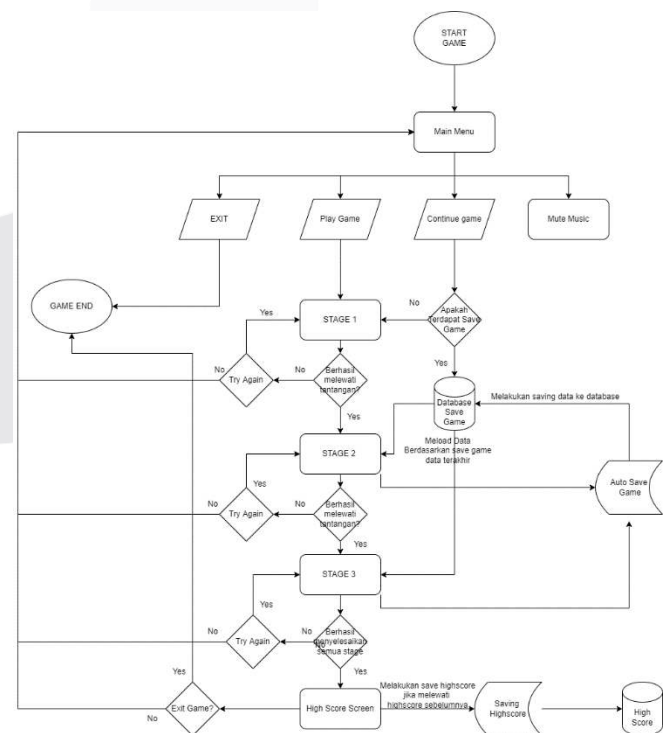 START
GAME
Main Menu
EXIT
Play Game
Continue game
Mute Music
GAME END
Yes
STAGE 1
No
Apakah
Terdapat Save
Game
No
Try Again
No
Berhasil
melewati
tantangan?
Yes
Yes
Database
Save
Game
Melakukan saving data ke database
Meload Data
Berdasarkan save game
data terakhir
STAGE 2
Yes
Auto Save
Game
No
Try Again
No
Berhasil
melewati
tantangan?
Yes
STAGE 3
Yes
No
Try Again
No
Berhasil
menyelesaikan
semua stage
No
Yes
Yes
Exit Game?
No
High Score Screen
Melakukan save highscore
jika melewati
highscore sebelumnya
Saving
Highscore
High
Score